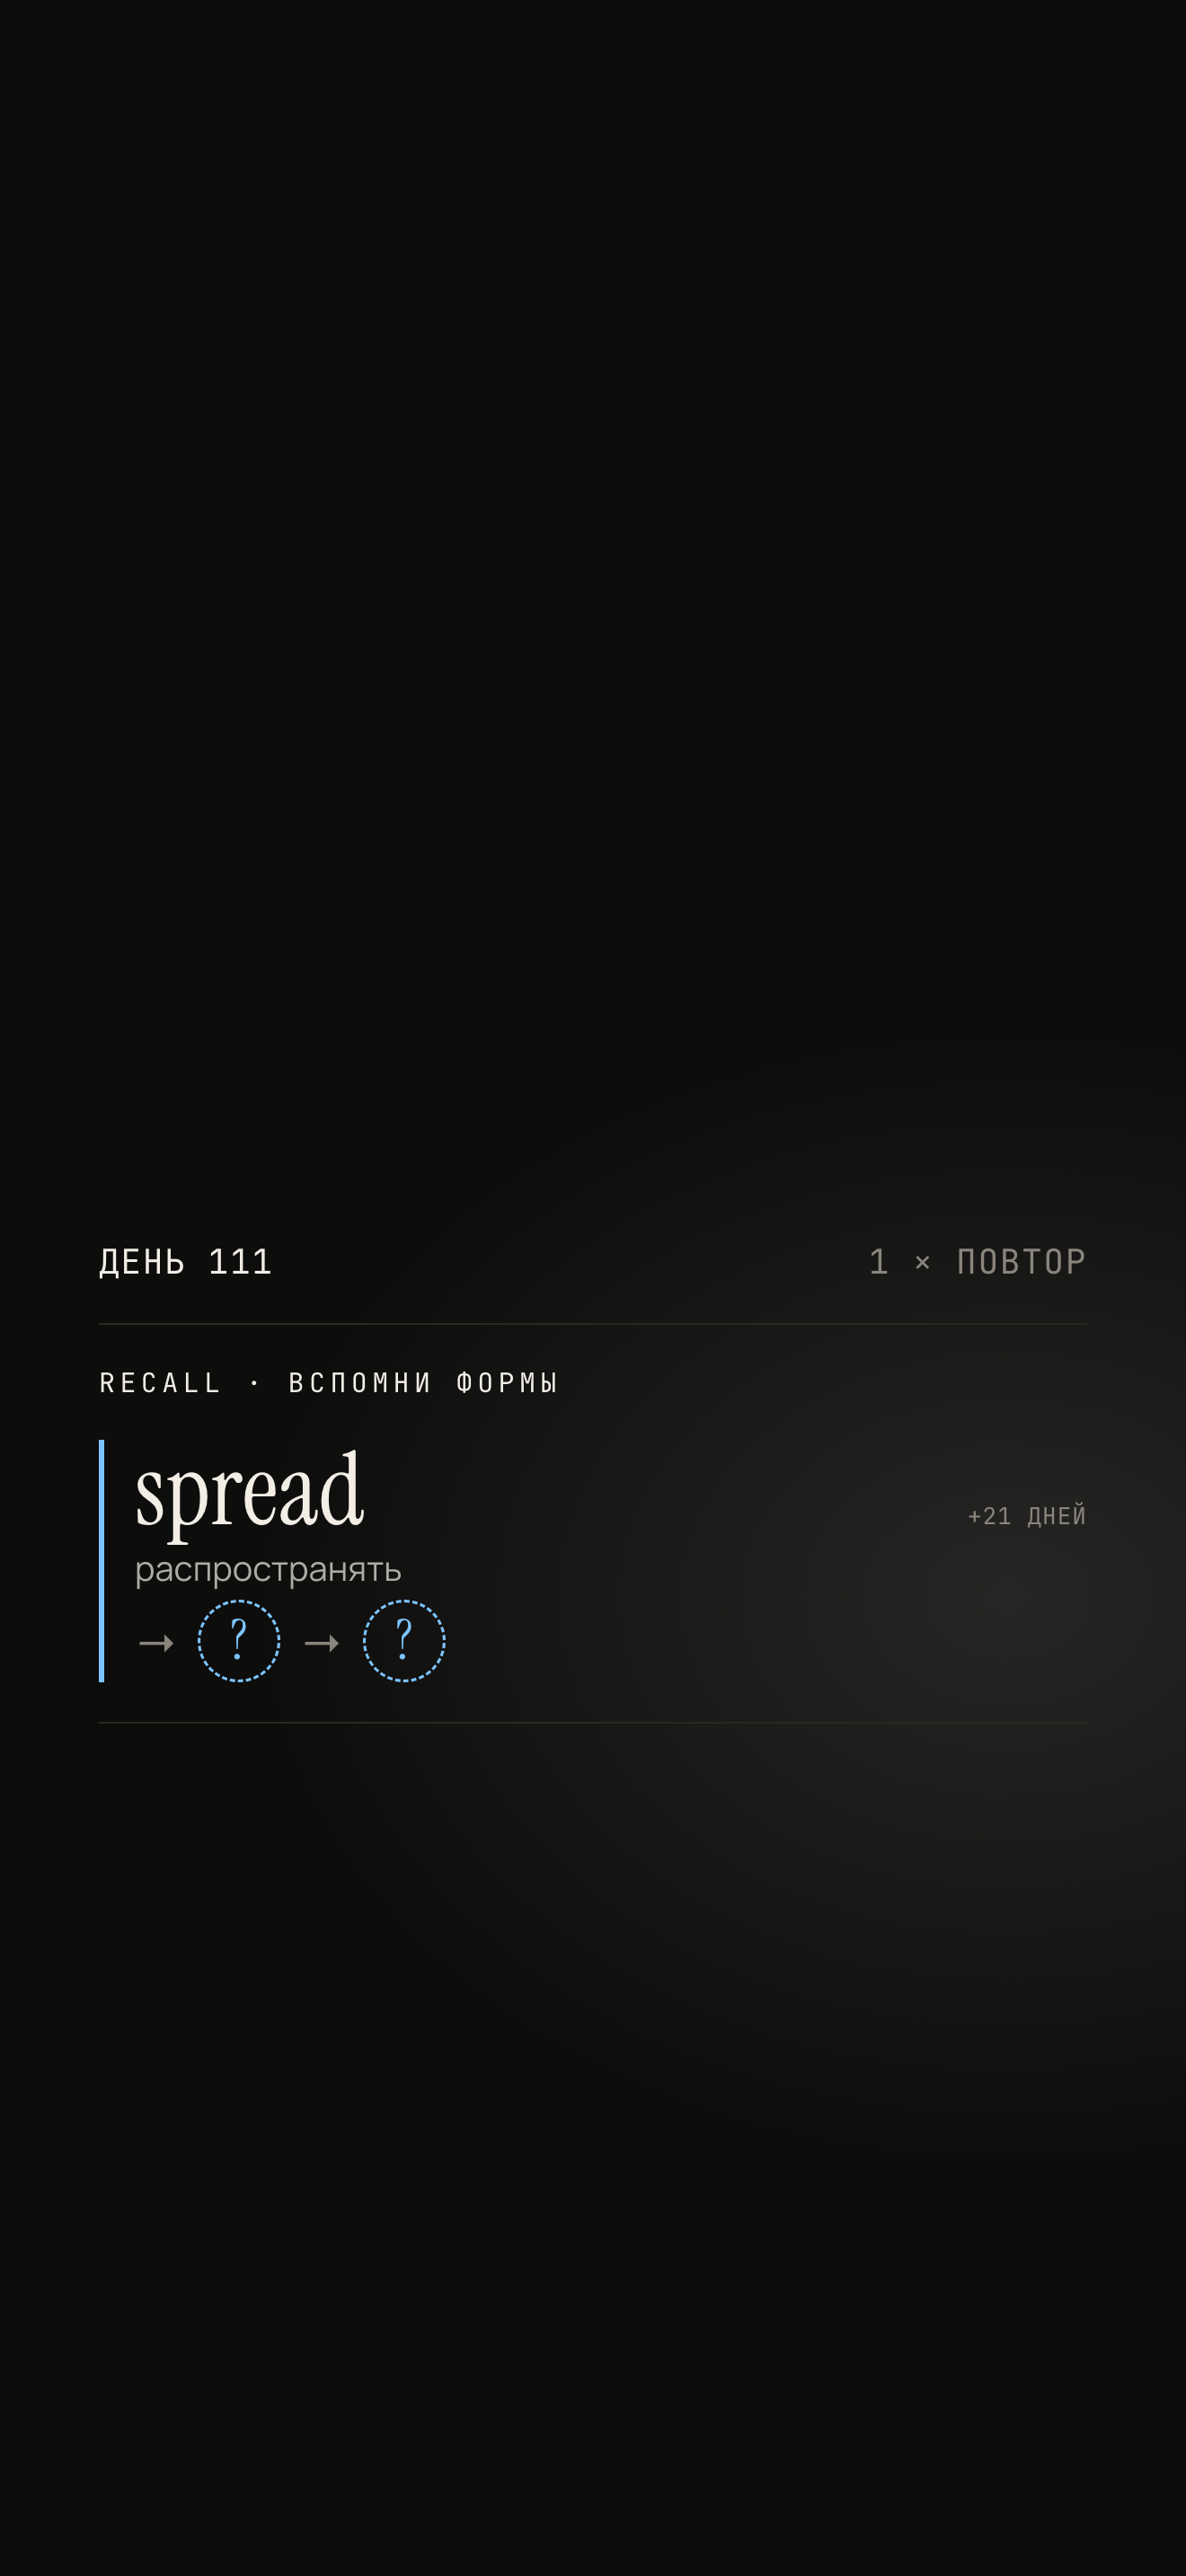 ДЕНЬ 111
1 × ПОВТОР
RECALL · ВСПОМНИ ФОРМЫ
spread
+21 ДНЕЙ
распространять
→ ? → ?